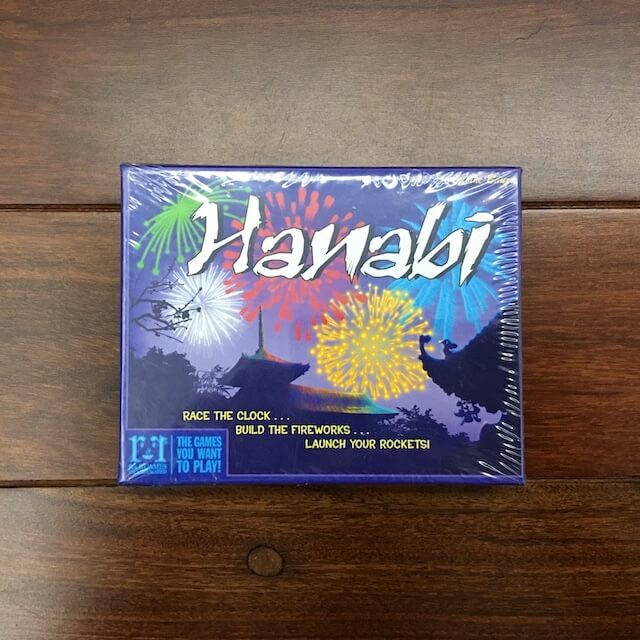 Hanabi
RACE THE CLOCK . . .
BUILD THE FIREWORKS . . .
LAUNCH YOUR ROCKETS!
THE GAMES
YOU WANT
TO PLAY!